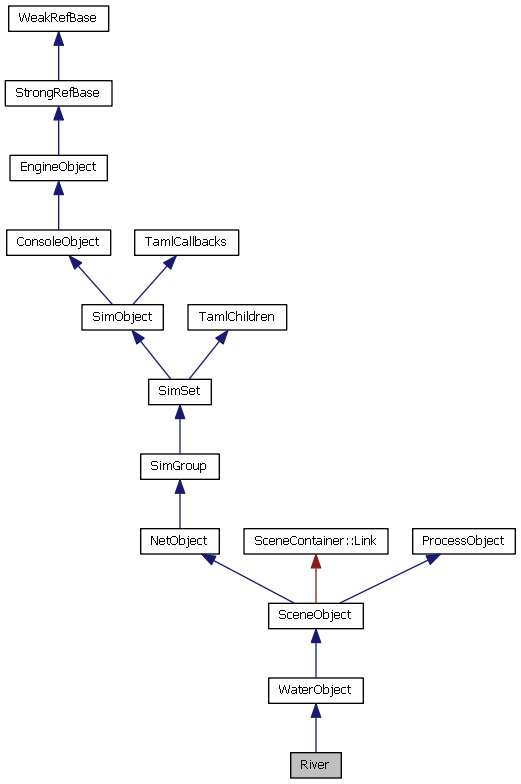 WeakRefBase
StrongRefBase
EngineObject
ConsoleObject
TamlCallbacks
SimObject
TamlChildren
SimSet
SimGroup
NetObject
SceneContainer::Link
ProcessObject
SceneObject
WaterObject
River